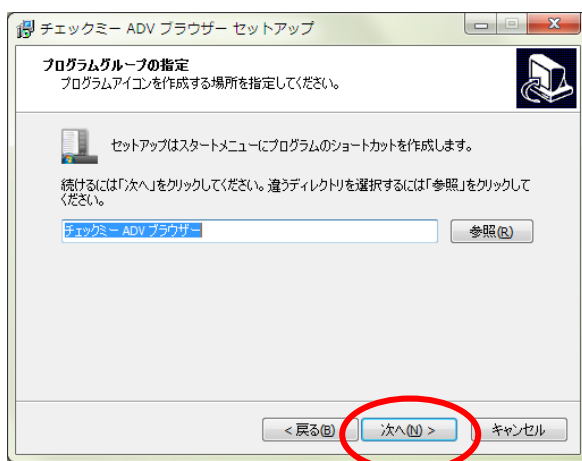 チェックミー ADV ブラウザー セットアップ
プログラムグループの指定
プログラムアイコンを作成する場所を指定してください。
セットアップはスタートメニューにプログラムのショートカットを作成します。
続けるには「次へ」をクリックしてください。違うディレクトリを選択するには「参照」をクリックして
ください。
チェックミー ADV ブラウザー
参照(R)
< 戻る(B)
次へ(N) >
キャンセル